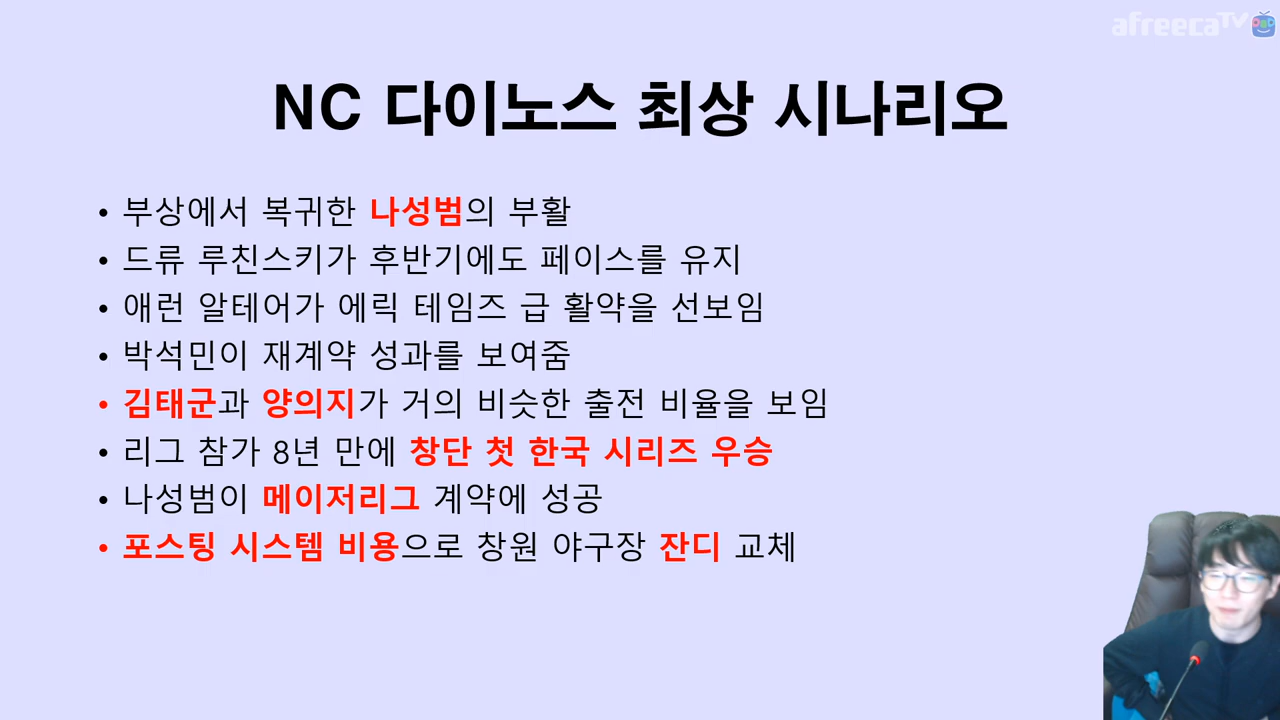 afreecaTV
NC 다이노스 최상 시나리오
• 부상에서 복귀한 나성범의 부활
• 드류 루친스키가 후반기에도 페이스를 유지
• 애런 알테어가 에릭 테임즈 급 활약을 선보임
• 박석민이 재계약 성과를 보여줌
• 김태군과 양의지가 거의 비슷한 출전 비율을 보임
• 리그 참가 8년 만에 창단 첫 한국 시리즈 우승
• 나성범이 메이저리그 계약에 성공
• 포스팅 시스템 비용으로 창원 야구장 잔디 교체